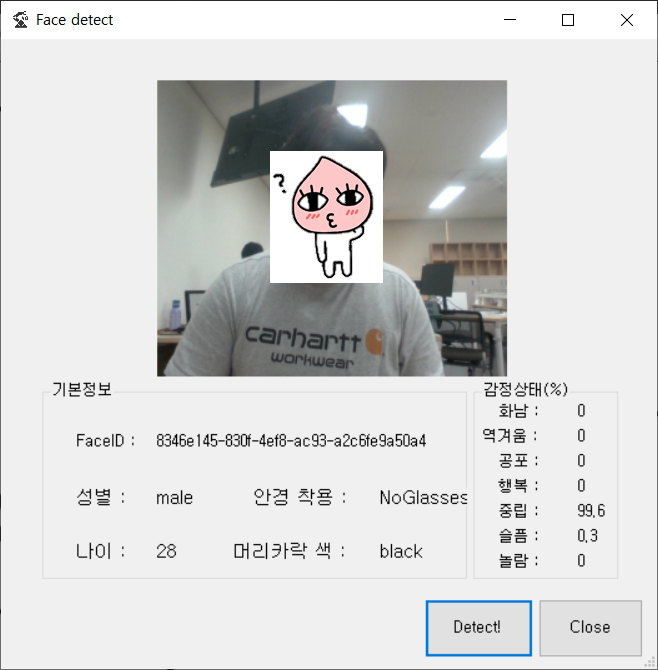 Face detect
?
carhartt
workwear
기본정보
FaceID : 8346e145-830f-4ef8-ac93-a2c6fe9a50a4
성별 : male 안경 착용 : NoGlasses
나이 : 28 머리카락 색 : black
감정상태(%)
화남 : 0
역겨움 : 0
공포 : 0
행복 : 0
중립 : 99,6
슬픔 : 0,3
놀람 : 0
Detect! Close